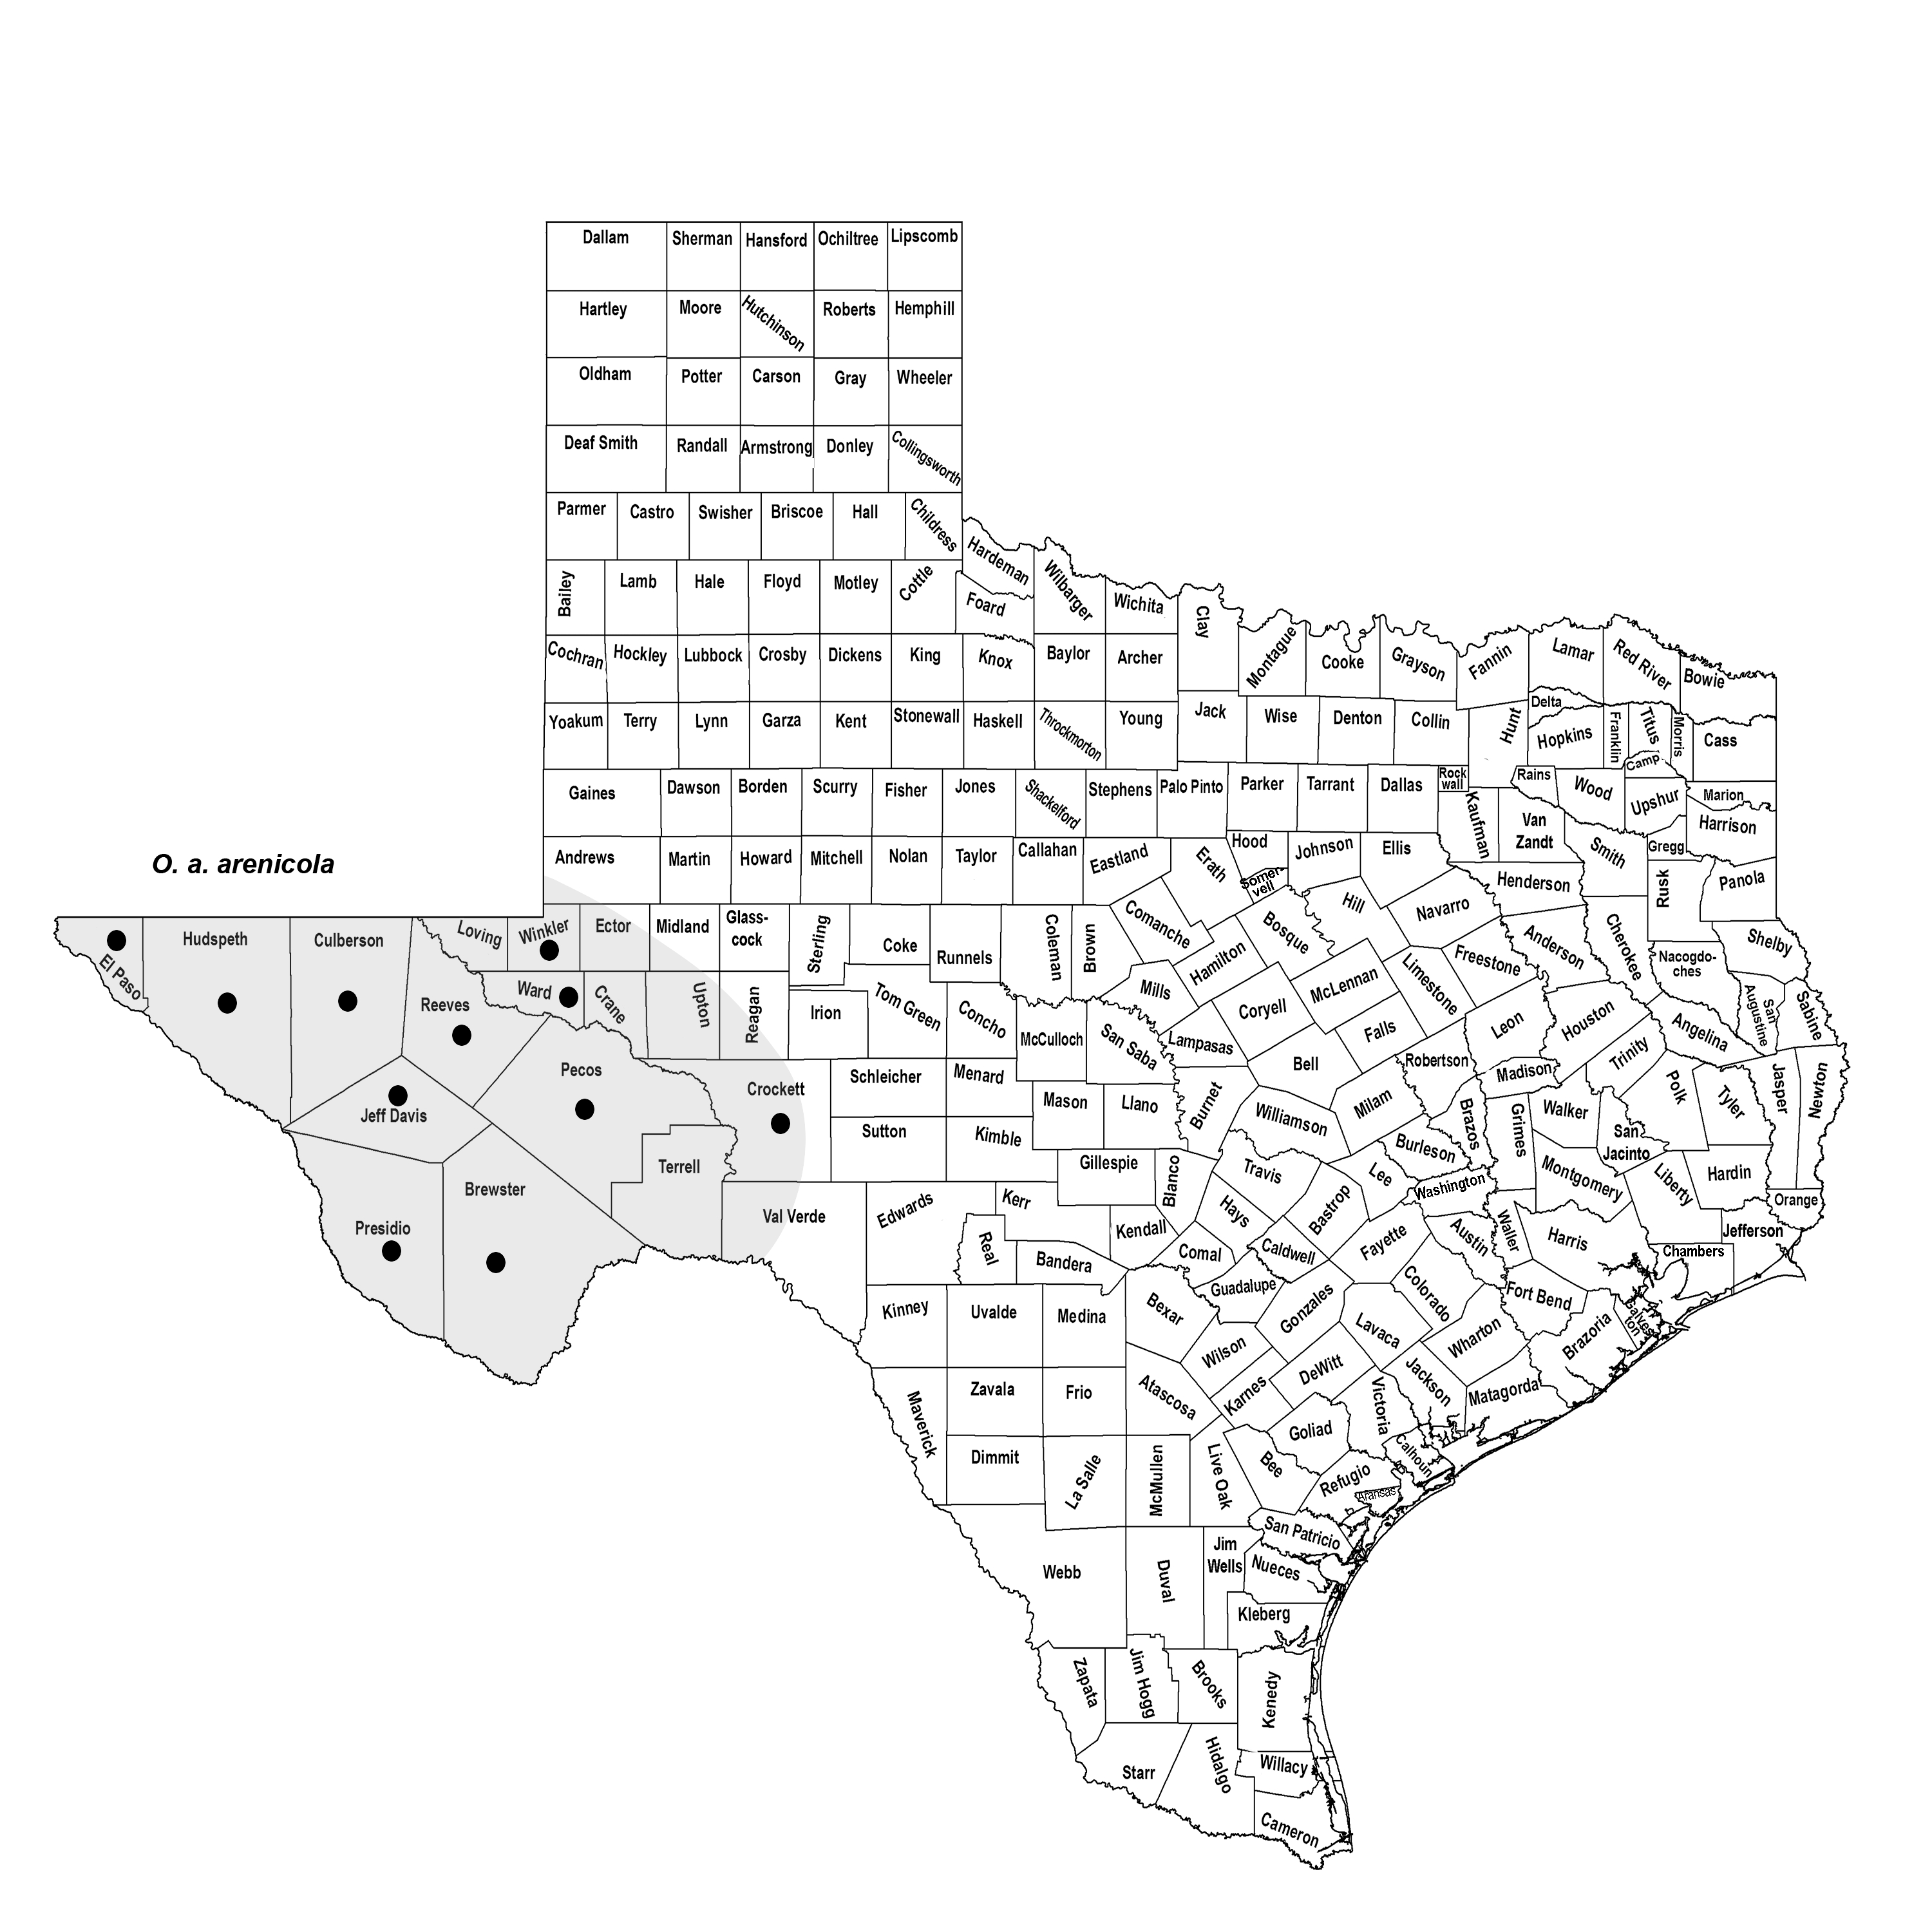 Dallam Sherman Hansford Ochiltree Lipscomb
Hartley Moore Hutchinson Roberts Hemphill
Oldham Potter Carson Gray Wheeler
Deaf Smith Randall Armstrong Donley Collingsworth
Parmer Castro Swisher Briscoe Hall Childress
Hardeman Wilbarger
Bailey Lamb Hale Floyd Motley Cottle Foard Wichita Clay
Cochran Hockley Lubbock Crosby Dickens King Knox Baylor Archer Montague Cooke Grayson Fannin Lamar Red River Bowie
Yoakum Terry Lynn Garza Kent Stonewall Haskell Throckmorton Young Jack Wise Denton Collin Hunt Delta
Hopkins Franklin Titus Morris Cass
Camp
Gaines Dawson Borden Scurry Fisher Jones Shackelford Stephens Palo Pinto Parker Tarrant Dallas Rock
wall
Kaufman Rains Wood Upshur Marion
Harrison
Van
Zandt
O. a. arenicola
Andrews Martin Howard Mitchell Nolan Taylor Callahan Eastland Erath Hood Johnson Ellis Smith Gregg
Somer-
vell
Henderson Rusk Panola
Hudspeth Culberson Loving Winkler Ector Midland Glass-
cock
Sterling Coke Runnels Coleman Brown Comanche Hamilton Bosque Hill Navarro
Anderson Cherokee Shelby
Nacogdo-
ches
El Paso
Reeves Ward Crane Upton Reagan Irion Tom Green Concho
McCulloch San Saba Mills Lampasas Coryell McLennan Limestone Freestone
Falls Leon Houston Angelina San
Augustine
Sabine
Pecos Crockett Schleicher Menard Mason Llano Burnet Bell Robertson Madison Trinity Polk Tyler Jasper Newton
Jeff Davis
Williamson Milam Brazos Grimes Walker San
Jacinto
Terrell Sutton Kimble Gillespie Blanco Travis Lee Burleson Washington Montgomery Liberty Hardin Orange
Presidio Brewster Val Verde Edwards Kerr Real Kendall Hays Bastrop Fayette Austin Waller Harris Jefferson
Chambers
Bandera Comal Caldwell
Guadalupe Gonzales Colorado Fort Bend Galves-
ton
Kinney Uvalde Medina Bexar Wilson Lavaca Wharton Brazoria
Maverick Zavala Frio Atascosa Karnes DeWitt Victoria Jackson Matagorda
Dimmit La Salle McMullen Live Oak Bee Goliad Calhoun
Refugio
Aransas
San Patricio
Webb Duval Jim
Wells
Nueces
Kleberg
Zapata Jim Hogg Brooks Kenedy
Starr Hidalgo Willacy
Cameron